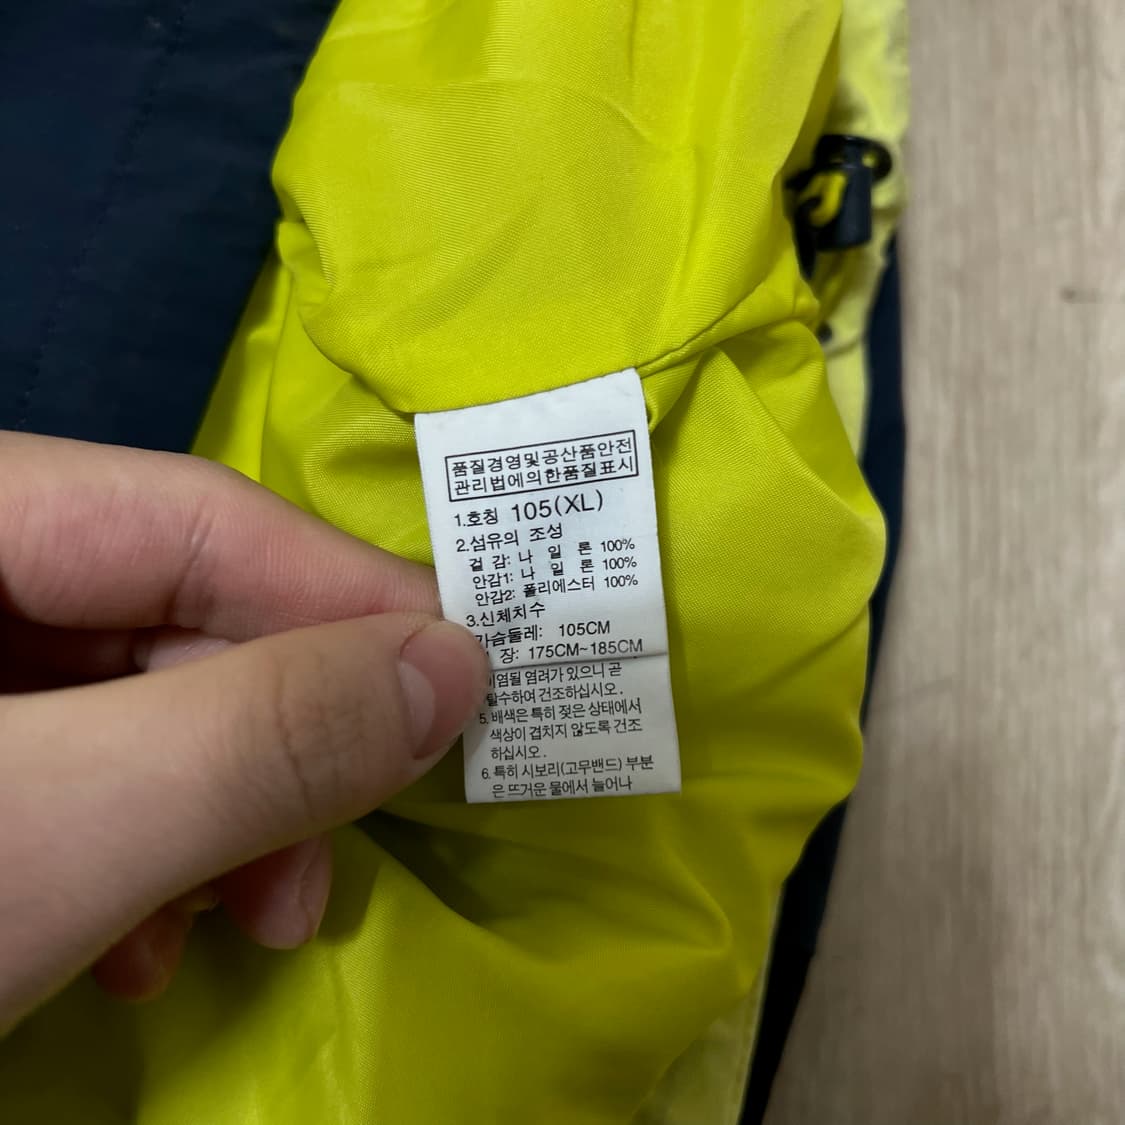 품질경영및공산품안전
관리법에의한품질표시
1.호칭 105(XL)
2.섬유의 조성
겉 감: 나 일 론 100%
안감1: 나 일 론 100%
안감2: 폴리에스터 100%
3.신체치수
가슴둘레: 105CM
장: 175CM~185CM
이염될 염려가 있으니 곧
탈수하여 건조하십시오.
5. 배색은 특히 젖은 상태에서
색상이 겹치지 않도록 건조
하십시오.
6. 특히 시보리(고무밴드) 부분
은 뜨거운 물에서 늘어나